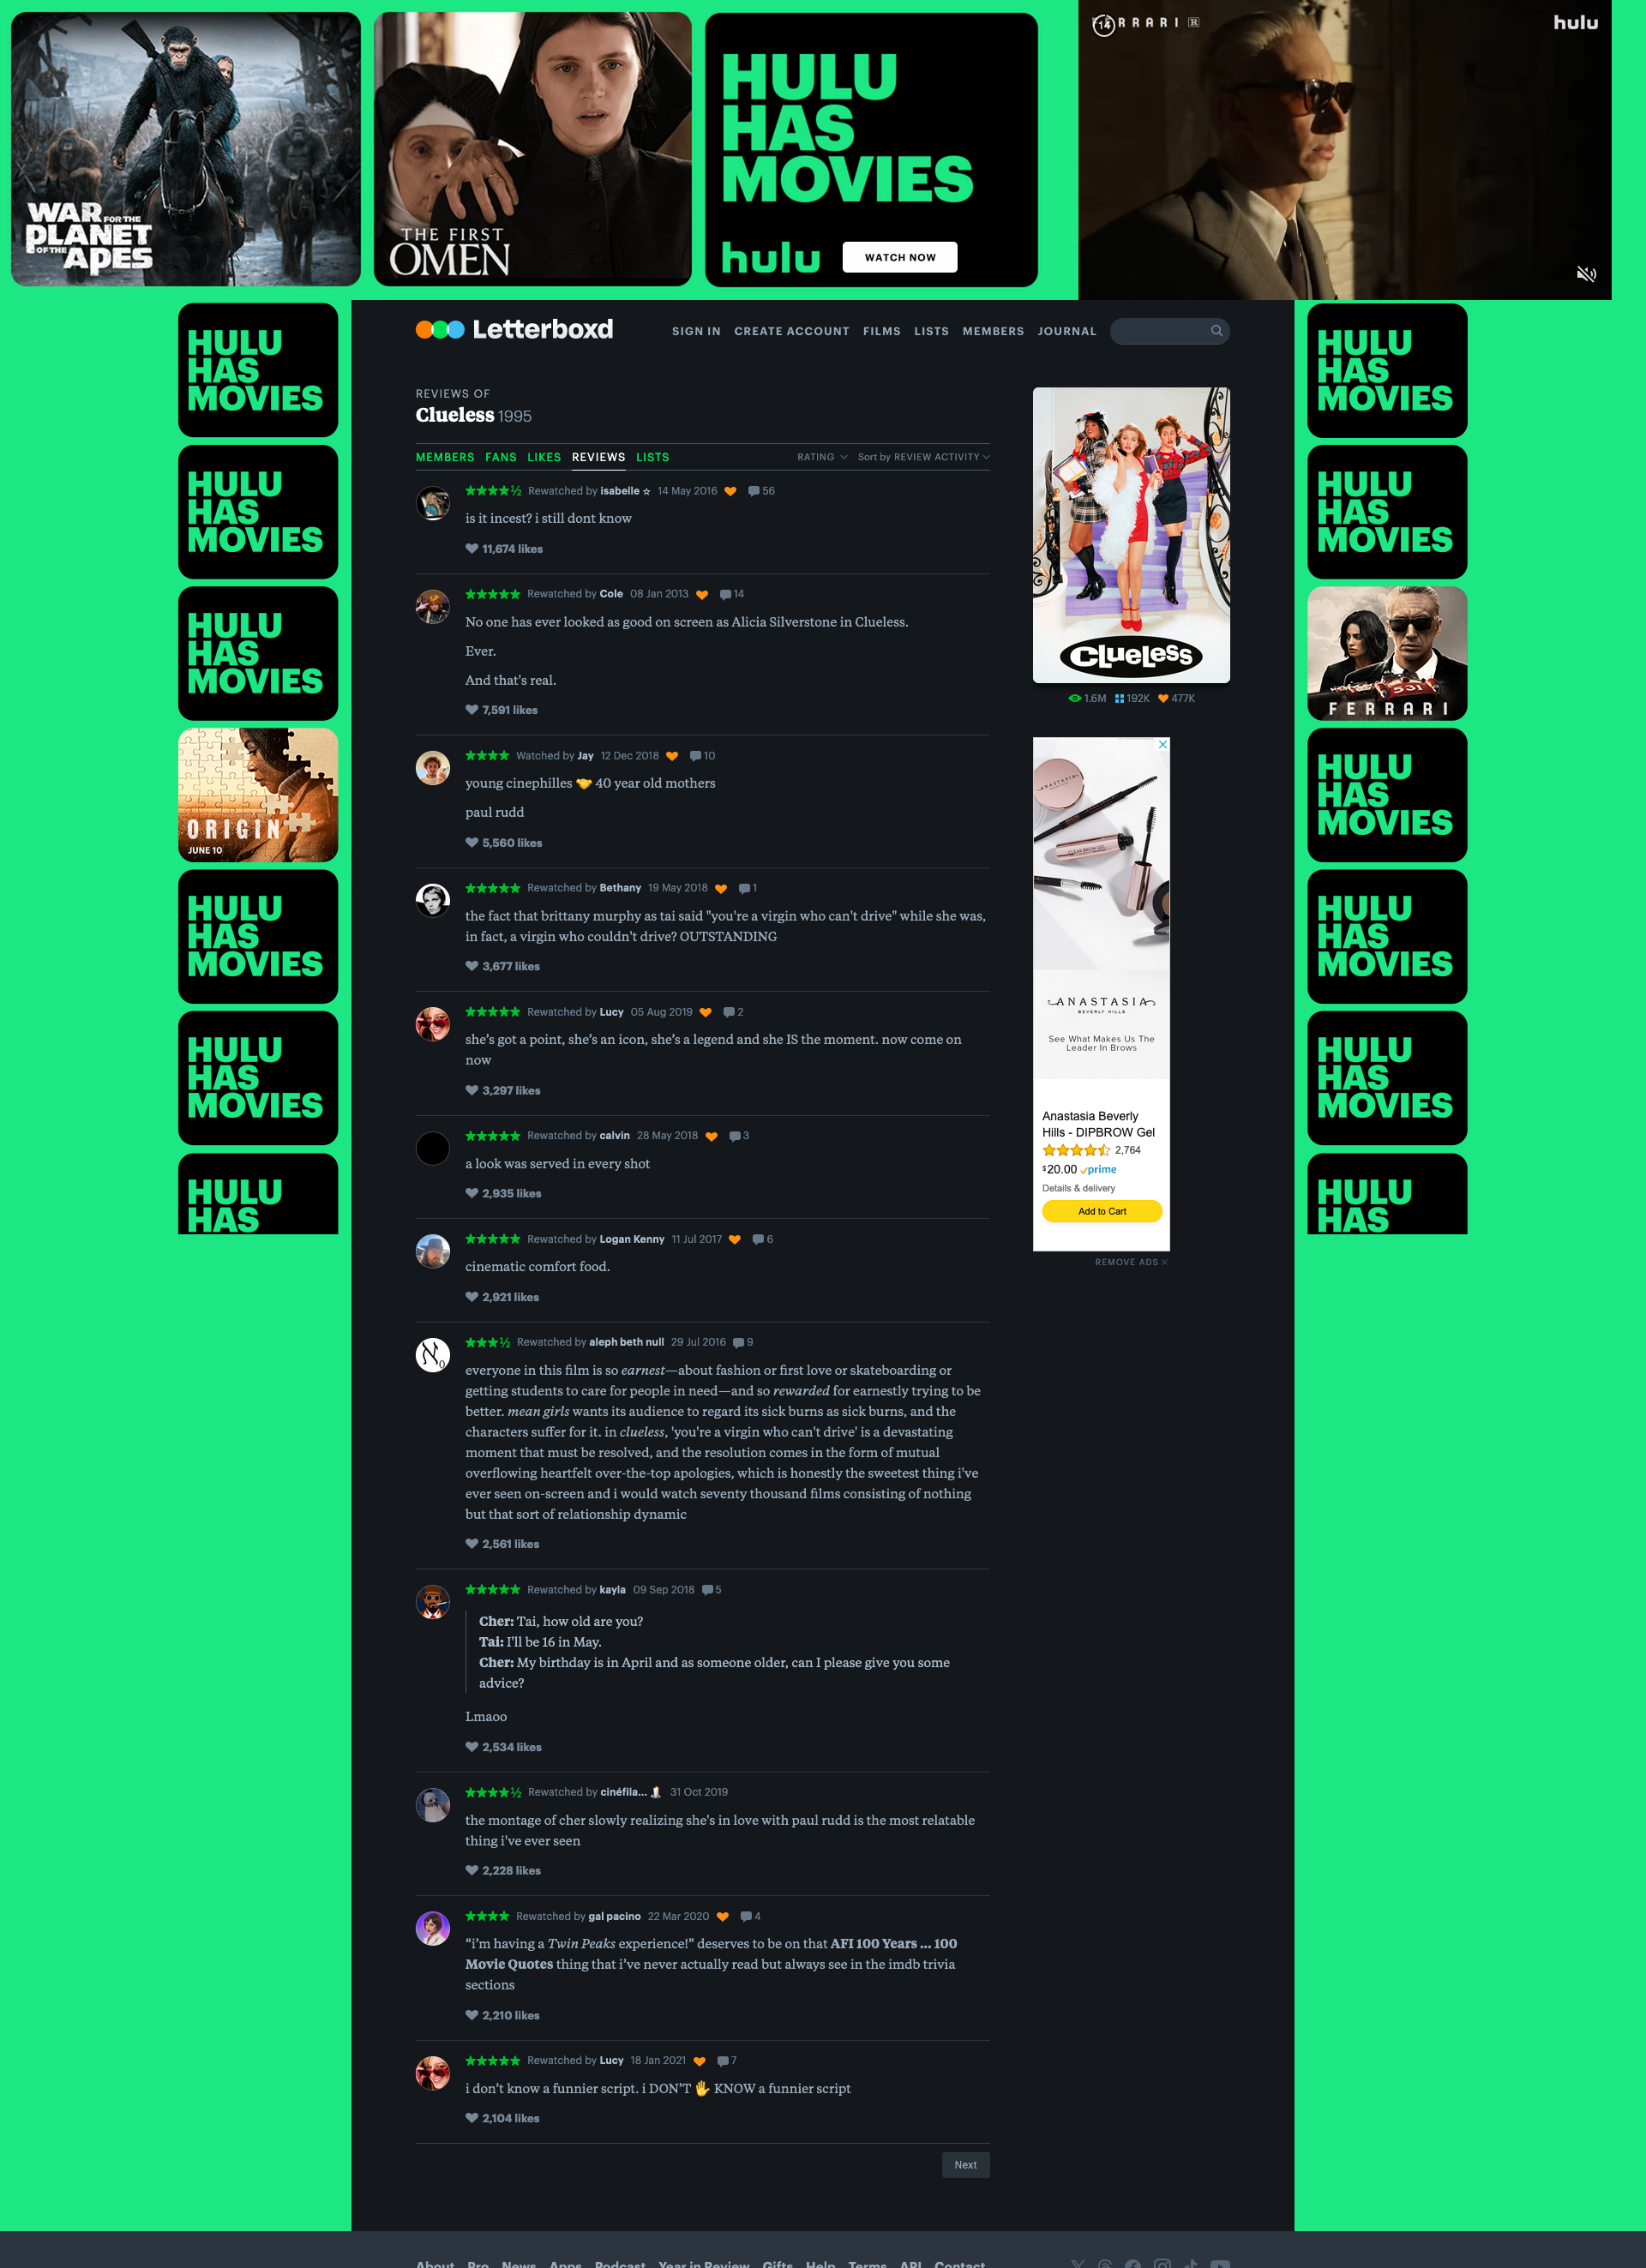 WAR FOR THE
PLANET
OF THE APES
THE FIRST
OMEN
HULU
HAS
MOVIES
hulu
WATCH NOW
14
FERRARI R
hulu
HULU
HAS
MOVIES
HULU
HAS
MOVIES
HULU
HAS
MOVIES
ORIGIN
JUNE 10
HULU
HAS
MOVIES
HULU
HAS
MOVIES
HULU
HAS
Letterboxd
SIGN IN CREATE ACCOUNT FILMS LISTS MEMBERS JOURNAL
REVIEWS OF
Clueless 1995
MEMBERS FANS LIKES REVIEWS LISTS RATING Sort by REVIEW ACTIVITY
★★★★½ Rewatched by isabelle ☆ 14 May 2016 56
is it incest? i still dont know
11,674 likes
★★★★★ Rewatched by Cole 08 Jan 2013 14
No one has ever looked as good on screen as Alicia Silverstone in Clueless.
Ever.
And that's real.
7,591 likes
★★★★ Watched by Jay 12 Dec 2018 10
young cinephilles 🤝 40 year old mothers
paul rudd
5,560 likes
★★★★★ Rewatched by Bethany 19 May 2018 1
the fact that brittany murphy as tai said "you're a virgin who can't drive" while she was,
in fact, a virgin who couldn't drive? OUTSTANDING
3,677 likes
★★★★★ Rewatched by Lucy 05 Aug 2019 2
she’s got a point, she’s an icon, she’s a legend and she IS the moment. now come on
now
3,297 likes
★★★★★ Rewatched by calvin 28 May 2018 3
a look was served in every shot
2,935 likes
★★★★★ Rewatched by Logan Kenny 11 Jul 2017 6
cinematic comfort food.
2,921 likes
ℵ0
★★★½ Rewatched by aleph beth null 29 Jul 2016 9
everyone in this film is so earnest—about fashion or first love or skateboarding or
getting students to care for people in need—and so rewarded for earnestly trying to be
better. mean girls wants its audience to regard its sick burns as sick burns, and the
characters suffer for it. in clueless, 'you're a virgin who can't drive' is a devastating
moment that must be resolved, and the resolution comes in the form of mutual
overflowing heartfelt over-the-top apologies, which is honestly the sweetest thing i've
ever seen on-screen and i would watch seventy thousand films consisting of nothing
but that sort of relationship dynamic
2,561 likes
★★★★★ Rewatched by kayla 09 Sep 2018 5
Cher: Tai, how old are you?
Tai: I'll be 16 in May.
Cher: My birthday is in April and as someone older, can I please give you some
advice?
Lmaoo
2,534 likes
★★★★½ Rewatched by cinéfila... 🕯 31 Oct 2019
the montage of cher slowly realizing she's in love with paul rudd is the most relatable
thing i've ever seen
2,228 likes
★★★★ Rewatched by gal pacino 22 Mar 2020 4
“i’m having a Twin Peaks experience!” deserves to be on that AFI 100 Years ... 100
Movie Quotes thing that i’ve never actually read but always see in the imdb trivia
sections
2,210 likes
★★★★★ Rewatched by Lucy 18 Jan 2021 7
i don’t know a funnier script. i DON’T ✋ KNOW a funnier script
2,104 likes
Next
CLUELESS
1.6M 192K 477K
ANASTASIA
CLEAR BROW GEL
ANASTASIA
BEVERLY HILLS
See What Makes Us The
Leader In Brows
Anastasia Beverly
Hills - DIPBROW Gel
2,764
$20.00 prime
Details & delivery
Add to Cart
REMOVE ADS
HULU
HAS
MOVIES
HULU
HAS
MOVIES
531
FERRARI
HULU
HAS
MOVIES
HULU
HAS
MOVIES
HULU
HAS
MOVIES
HULU
HAS
About Pro News Apps Podcast Year in Review Gifts Help Terms API Contact